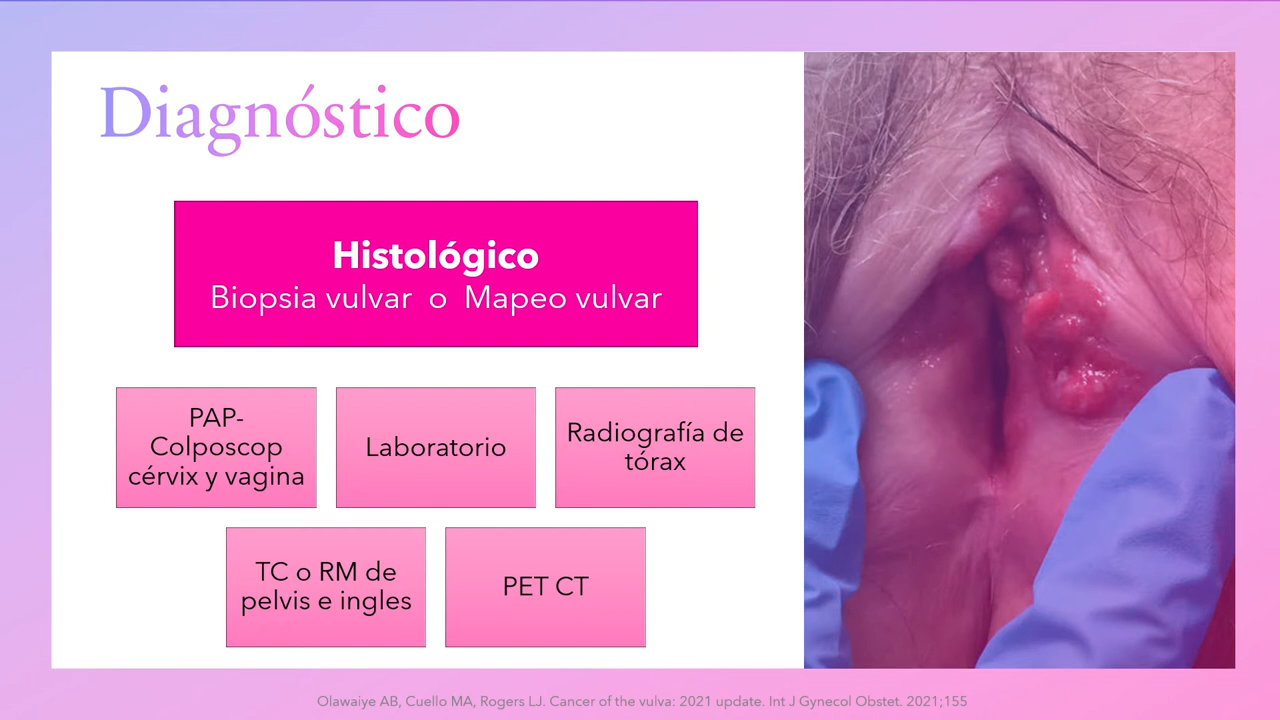 Diagnóstico
Histológico
Biopsia vulvar o Mapeo vulvar
PAP-
Colposcop
cérvix y vagina
Laboratorio
Radiografía de
tórax
TC o RM de
pelvis e ingles
PET CT
Olawaiye AB, Cuello MA, Rogers LJ. Cancer of the vulva: 2021 update. Int J Gynecol Obstet. 2021;155